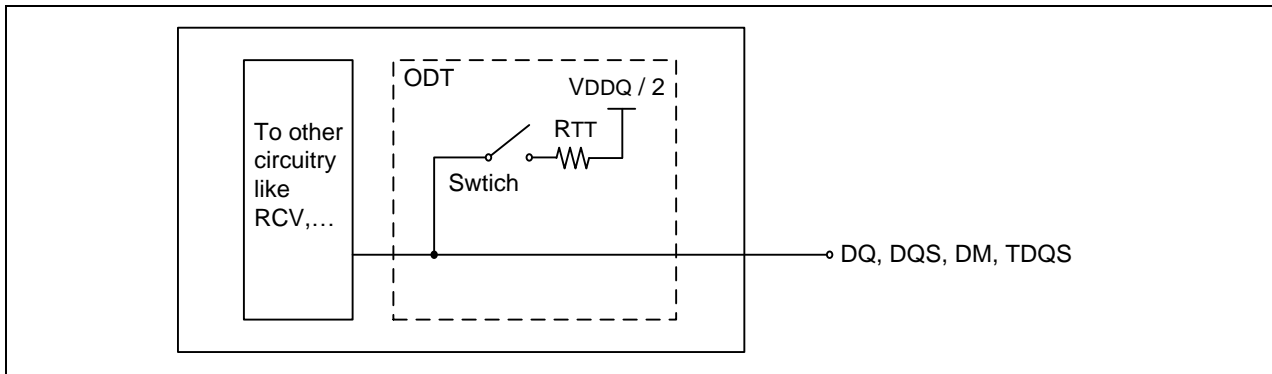 ODT
VDDQ / 2
RTT
Swtich
To other
circuitry
like
RCV,…
DQ, DQS, DM, TDQS